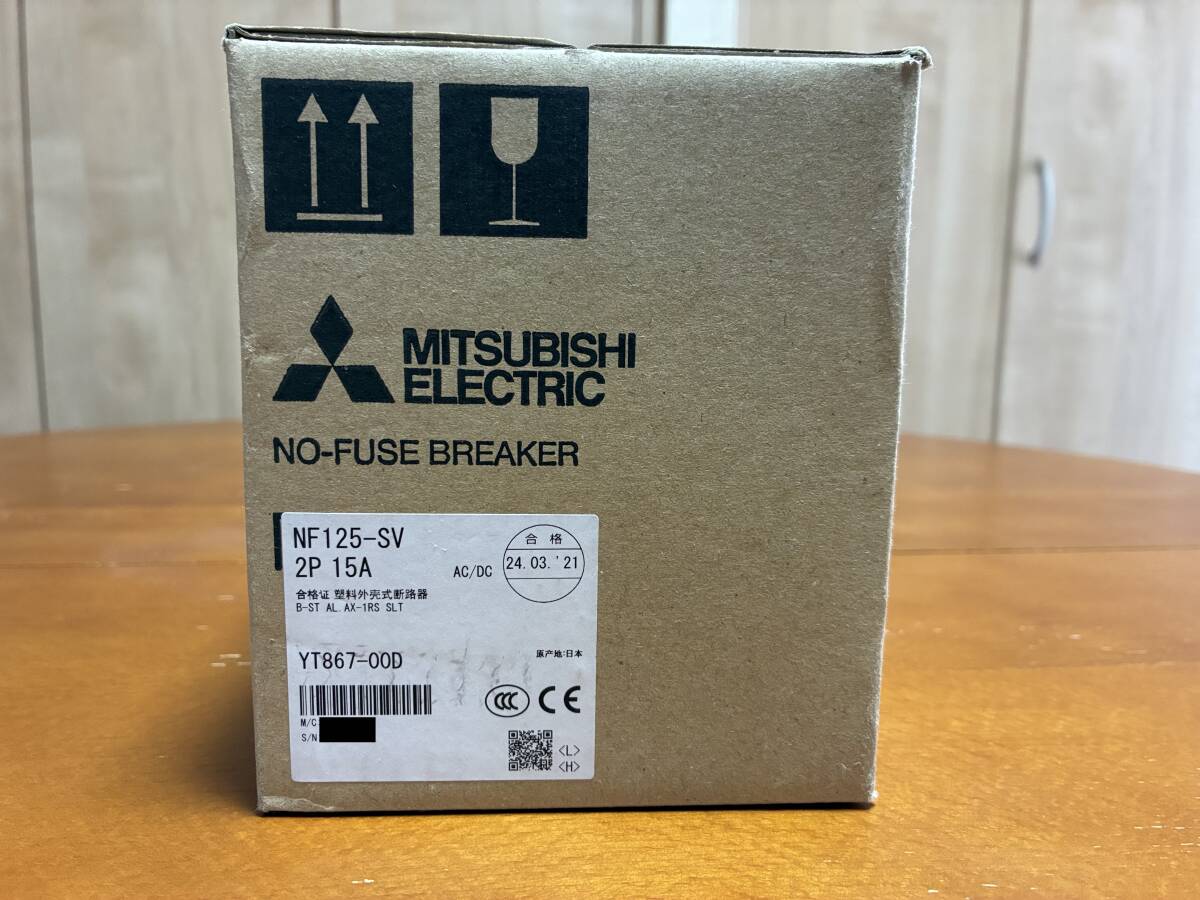 MITSUBISHI
ELECTRIC
NO-FUSE BREAKER
NF125-SV
2P 15A
AC/DC
合格
24.03.'21
合格证 塑料外壳式断路器
B-ST AL.AX-1RS SLT
YT867-00D
原产地:日本
CCC CE
M/C:
S/N
<L>
<H>